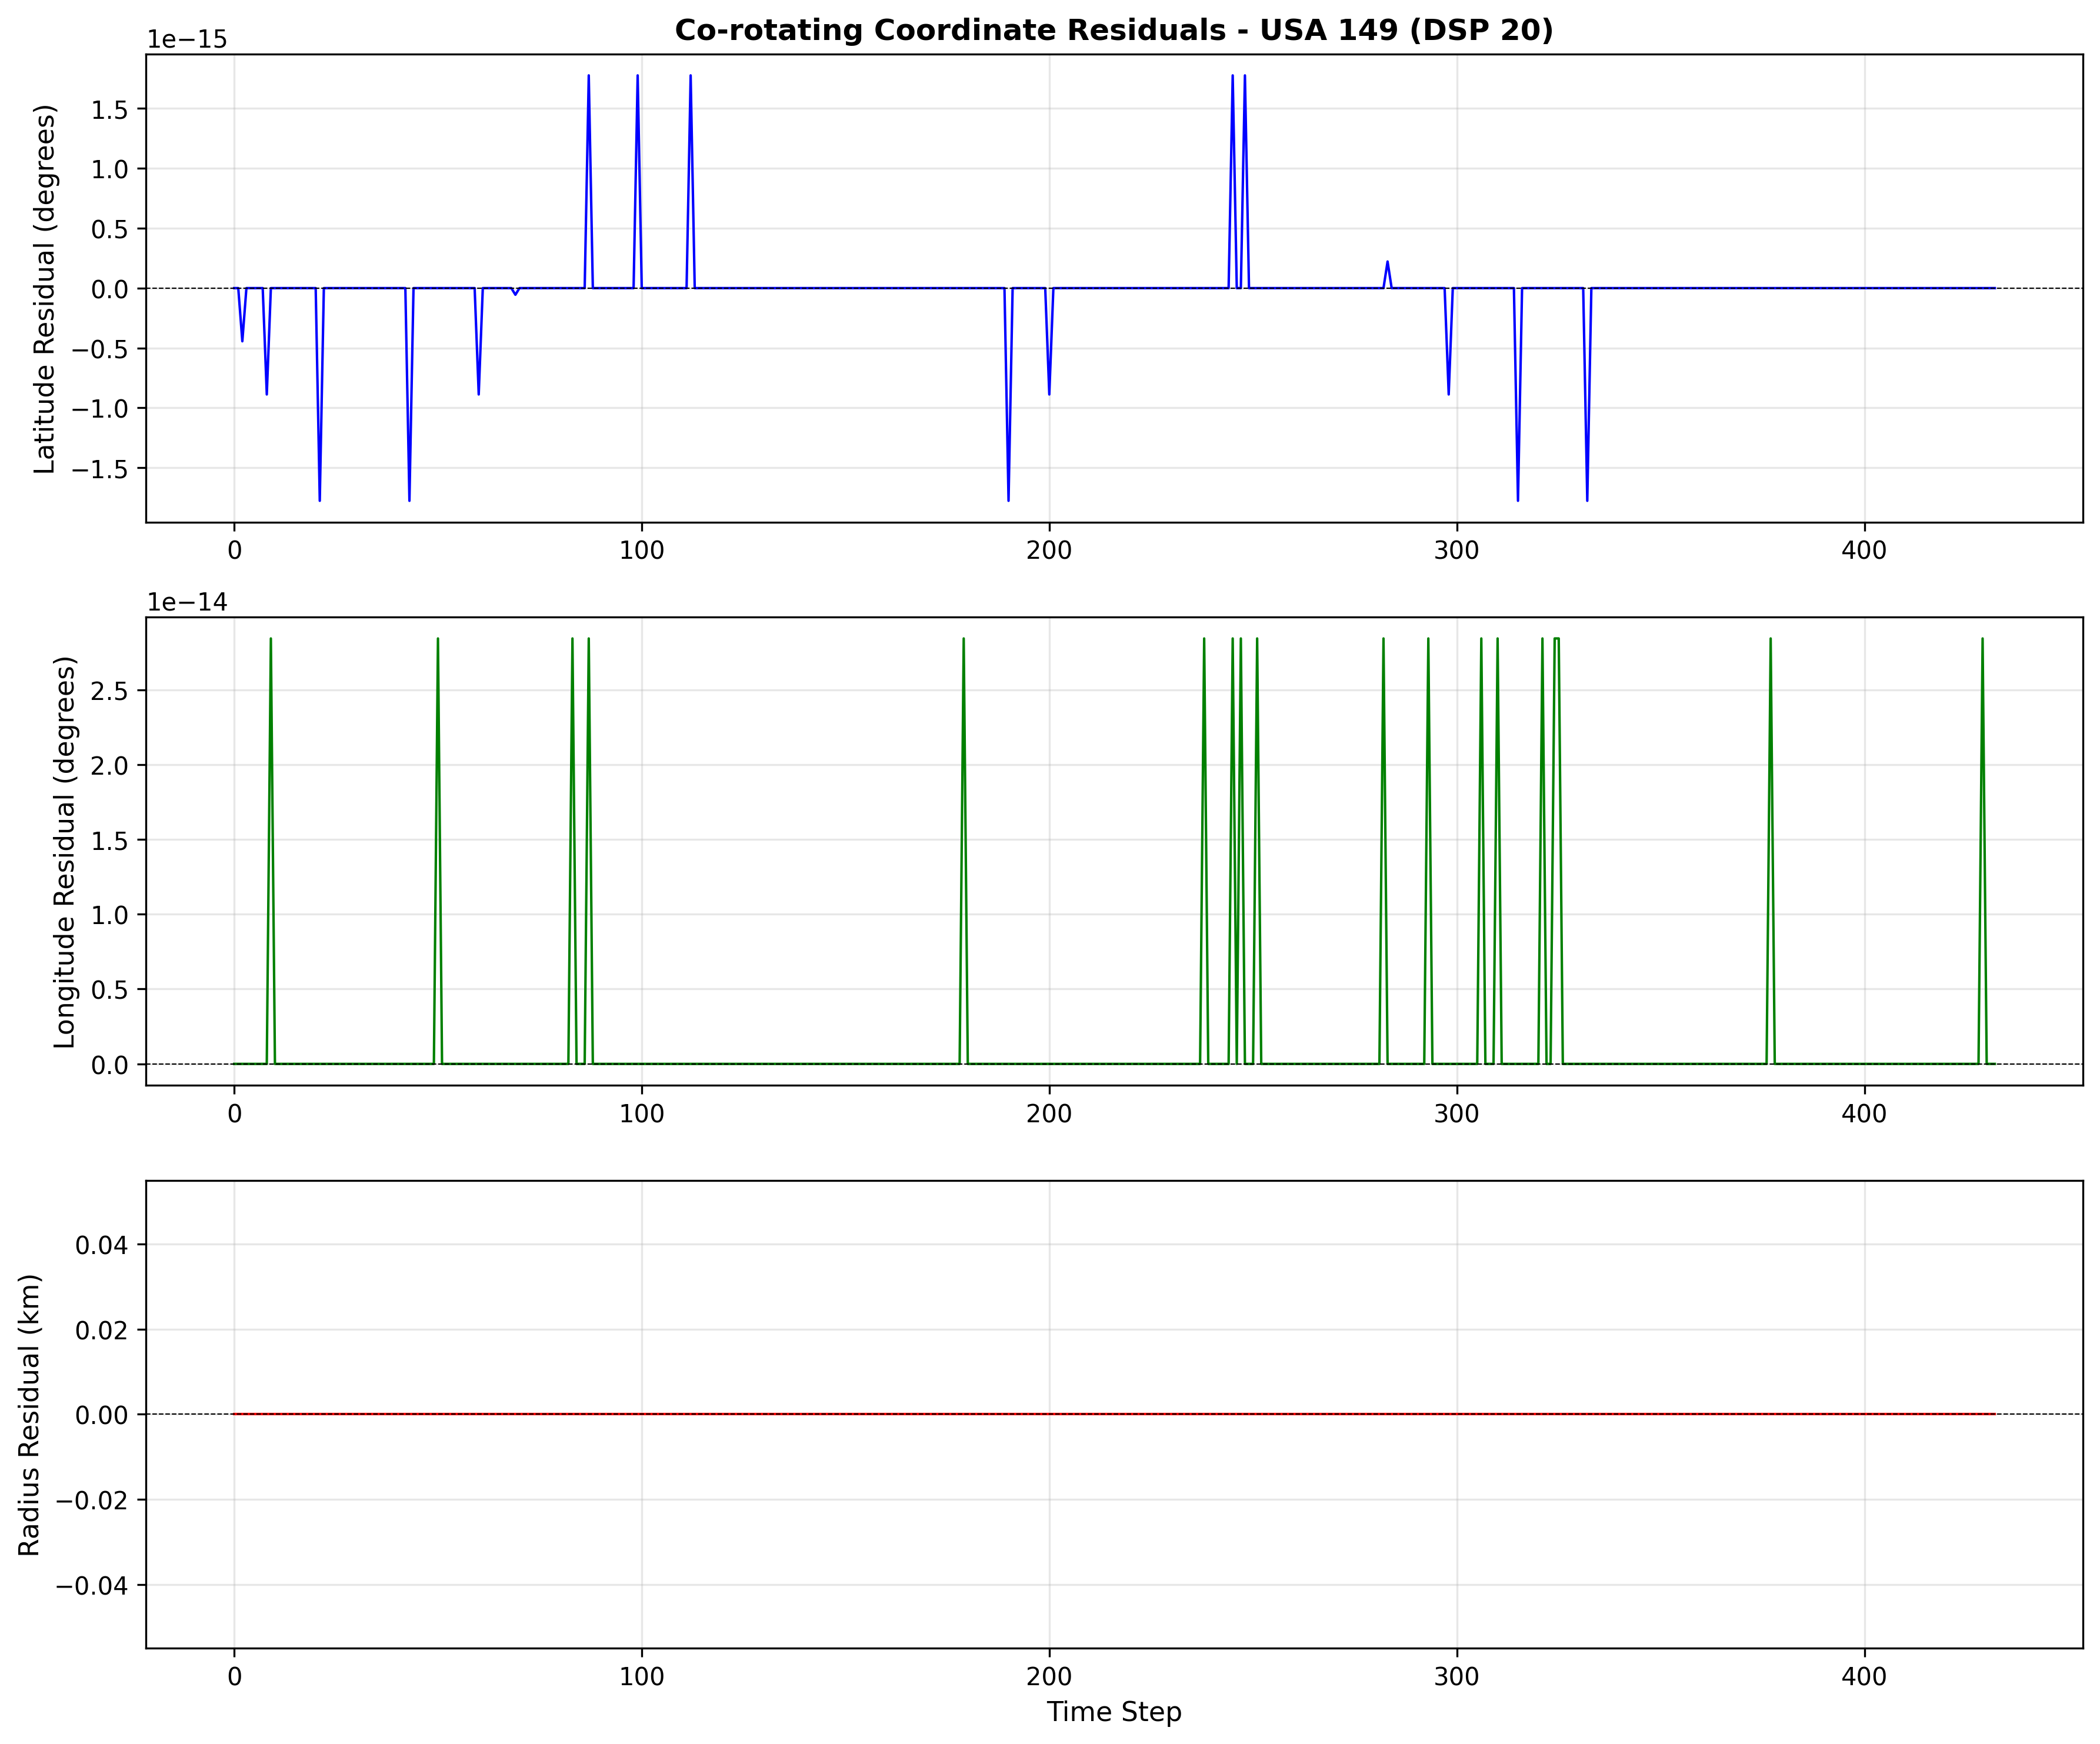 Co-rotating Coordinate Residuals - USA 149 (DSP 20)
1e−15
Latitude Residual (degrees)
1.5
1.0
0.5
0.0
−0.5
−1.0
−1.5
0 100 200 300 400
1e−14
Longitude Residual (degrees)
2.5
2.0
1.5
1.0
0.5
0.0
0 100 200 300 400
Radius Residual (km)
0.04
0.02
0.00
−0.02
−0.04
0 100 200 300 400
Time Step